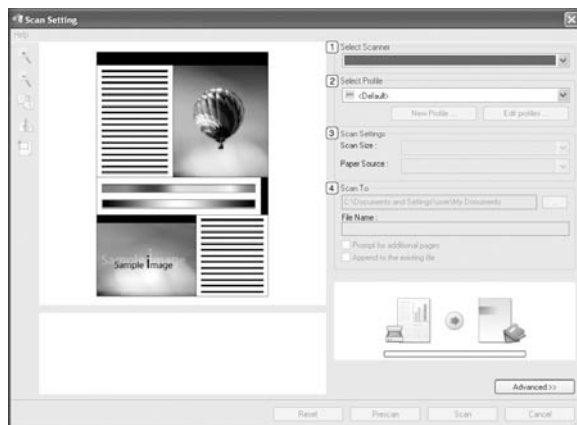 Scan Setting
Help
1 Select Scanner
2 Select Profile
<Default>
New Profile ...
Edit profiles ...
3 Scan Settings
Scan Size :
Paper Source :
4 Scan To
C:\Documents and Settings\user\My Documents
...
File Name :
Prompt for additional pages
Append to the existing file
Sample image
Sample image
Advanced >>
Reset
Prescan
Scan
Cancel